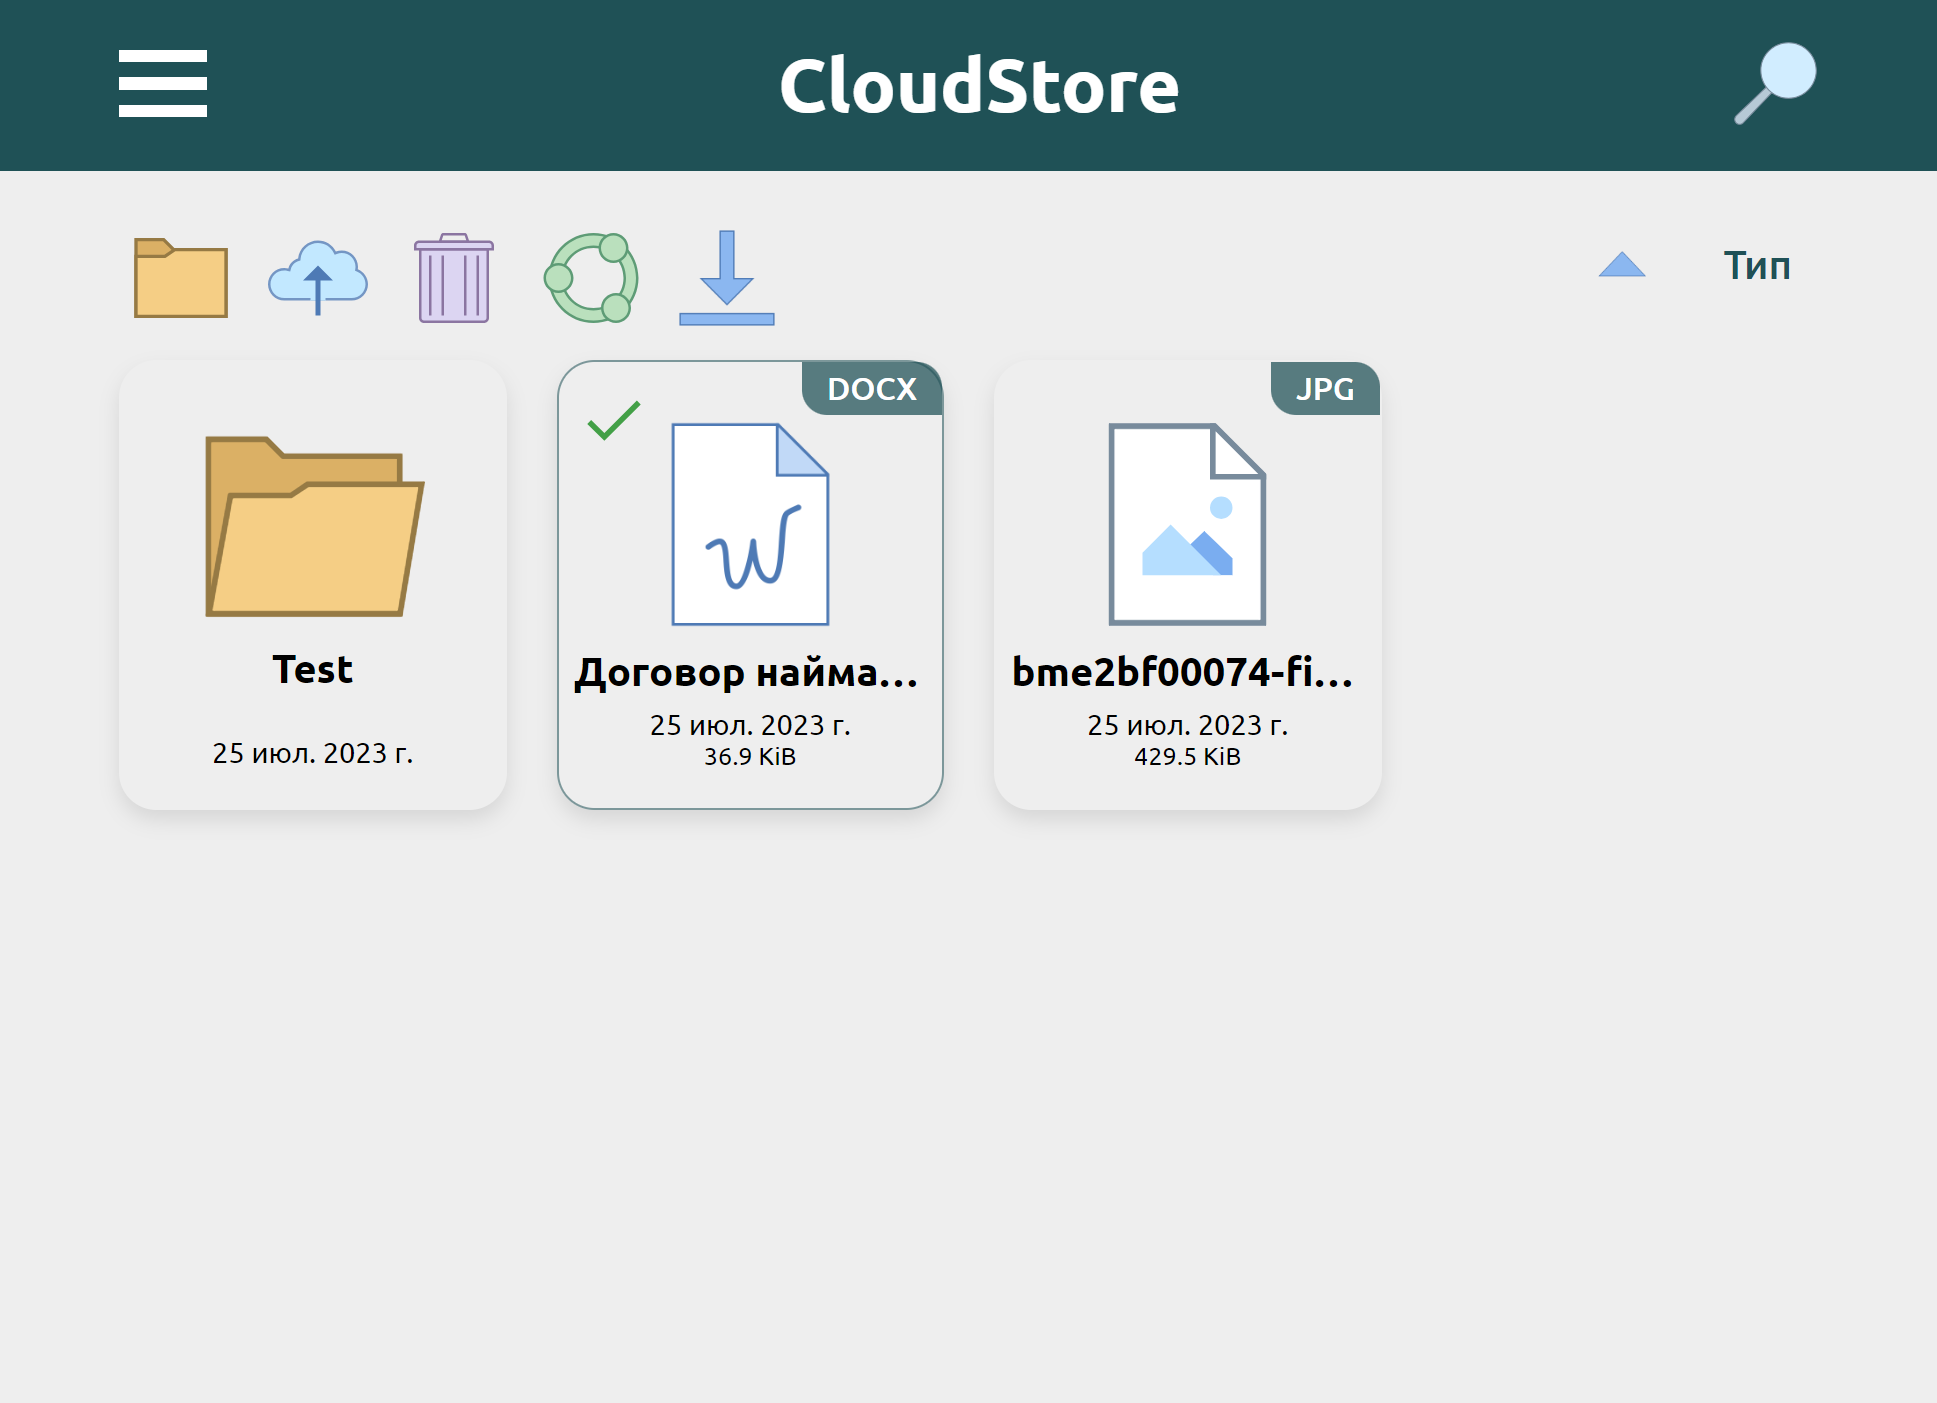 CloudStore
Тип
Test
25 июл. 2023 г.
DOCX
Договор найма...
25 июл. 2023 г.
36.9 KiB
JPG
bme2bf00074-fi...
25 июл. 2023 г.
429.5 KiB